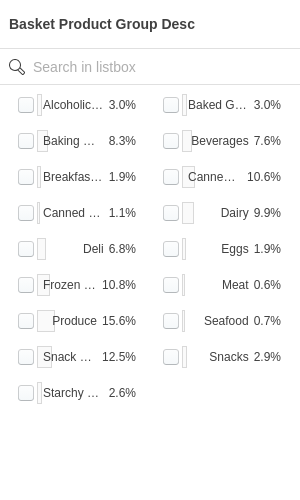 Basket Product Group Desc
Search in listbox
Alcoholic... 3.0% Baked G... 3.0%
Baking ... 8.3% Beverages 7.6%
Breakfas... 1.9% Canne... 10.6%
Canned ... 1.1% Dairy 9.9%
Deli 6.8% Eggs 1.9%
Frozen ... 10.8% Meat 0.6%
Produce 15.6% Seafood 0.7%
Snack ... 12.5% Snacks 2.9%
Starchy ... 2.6%